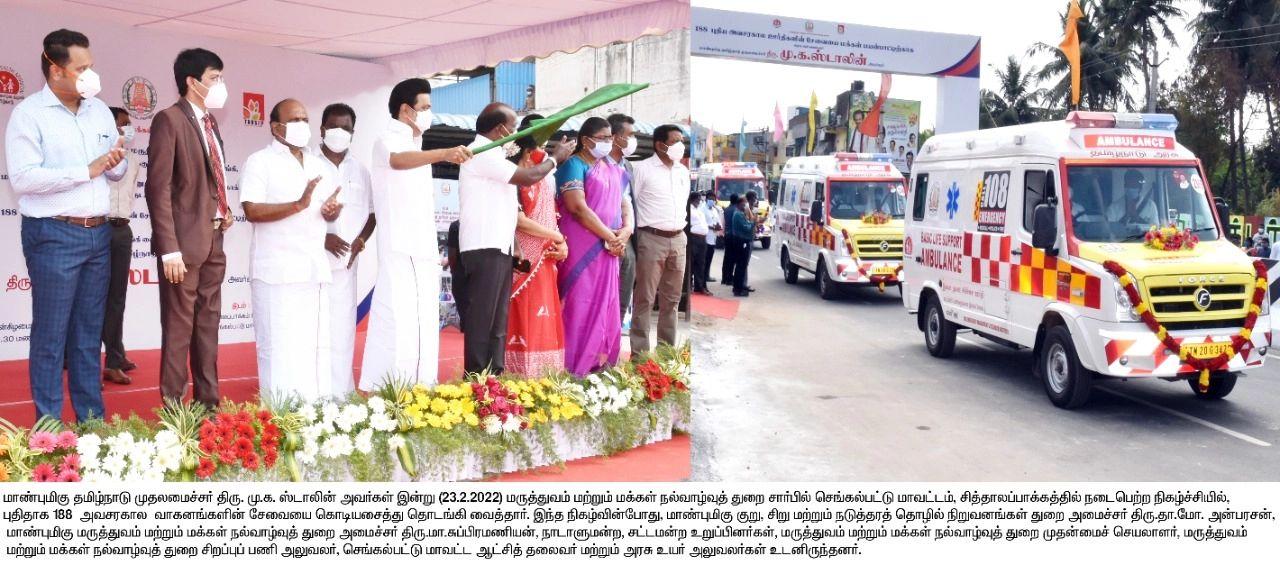 188 புதிய அவசரகால ஊர்திகளின் சேவையை மக்கள் பயன்பாட்டிற்காக
மு.க.ஸ்டாலின்
AMBULANCE
108
EMERGENCY
BASIC LIFE SUPPORT
AMBULANCE
FORCE
188
திரு
மாண்புமிகு தமிழ்நாடு முதலமைச்சர் திரு. மு.க. ஸ்டாலின் அவர்கள் இன்று (23.2.2022) மருத்துவம் மற்றும் மக்கள் நல்வாழ்வுத் துறை சார்பில் செங்கல்பட்டு மாவட்டம், சித்தாலப்பாக்கத்தில் நடைபெற்ற நிகழ்ச்சியில்,
புதிதாக 188 அவசரகால வாகனங்களின் சேவையை கொடியசைத்து தொடங்கி வைத்தார். இந்த நிகழ்வின்போது, மாண்புமிகு குறு, சிறு மற்றும் நடுத்தரத் தொழில் நிறுவனங்கள் துறை அமைச்சர் திரு.தா.மோ. அன்பரசன்,
மாண்புமிகு மருத்துவம் மற்றும் மக்கள் நல்வாழ்வுத் துறை அமைச்சர் திரு.மா.சுப்பிரமணியன், நாடாளுமன்ற, சட்டமன்ற உறுப்பினர்கள், மருத்துவம் மற்றும் மக்கள் நல்வாழ்வுத் துறை முதன்மைச் செயலாளர், மருத்துவம்
மற்றும் மக்கள் நல்வாழ்வுத் துறை சிறப்புப் பணி அலுவலர், செங்கல்பட்டு மாவட்ட ஆட்சித் தலைவர் மற்றும் அரசு உயர் அலுவலர்கள் உடனிருந்தனர்.